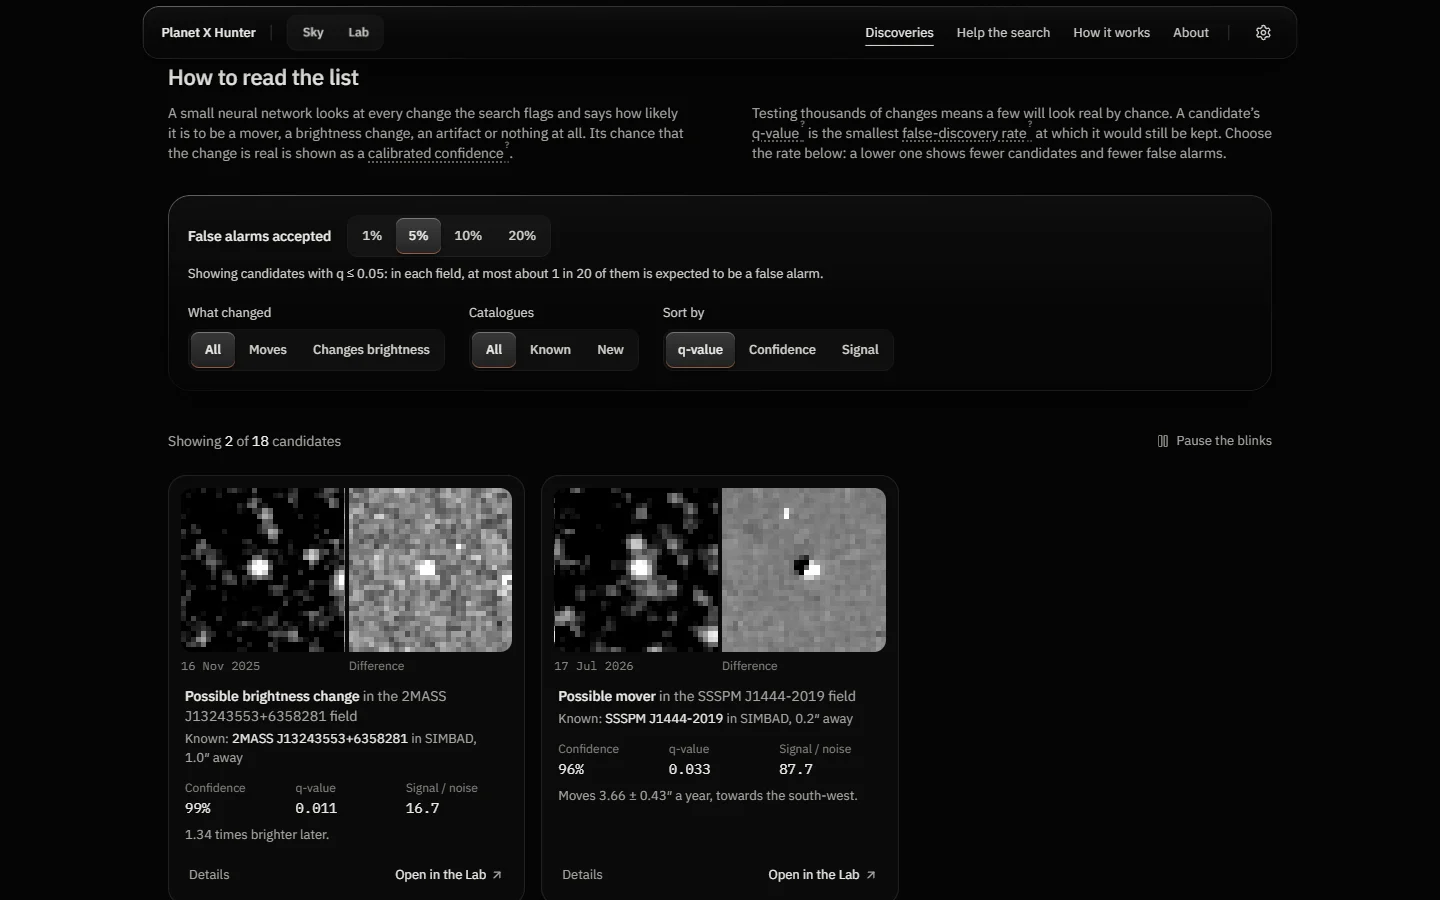 Planet X Hunter
Sky
Lab
Discoveries
Help the search
How it works
About
How to read the list
A small neural network looks at every change the search flags and says how likely
it is to be a mover, a brightness change, an artifact or nothing at all. Its chance that
the change is real is shown as a calibrated confidence?.
Testing thousands of changes means a few will look real by chance. A candidate’s
q-value? is the smallest false-discovery rate? at which it would still be kept. Choose
the rate below: a lower one shows fewer candidates and fewer false alarms.
False alarms accepted
1%
5%
10%
20%
Showing candidates with q ≤ 0.05: in each field, at most about 1 in 20 of them is expected to be a false alarm.
What changed
All
Moves
Changes brightness
Catalogues
All
Known
New
Sort by
q-value
Confidence
Signal
Showing 2 of 18 candidates
Pause the blinks
16 Nov 2025
Difference
Possible brightness change in the 2MASS
J13243553+6358281 field
Known: 2MASS J13243553+6358281 in SIMBAD,
1.0″ away
Confidence
q-value
Signal / noise
99%
0.011
16.7
1.34 times brighter later.
Details
Open in the Lab
17 Jul 2026
Difference
Possible mover in the SSSPM J1444-2019 field
Known: SSSPM J1444-2019 in SIMBAD, 0.2″ away
Confidence
q-value
Signal / noise
96%
0.033
87.7
Moves 3.66 ± 0.43″ a year, towards the south-west.
Details
Open in the Lab